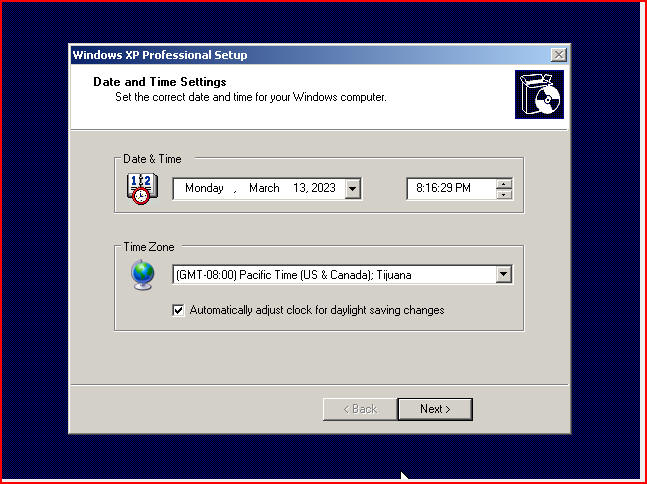 Windows XP Professional Setup
Date and Time Settings
Set the correct date and time for your Windows computer.
Date & Time
12
Monday , March 13, 2023
8:16:29 PM
Time Zone
(GMT-08:00) Pacific Time (US & Canada); Tijuana
Automatically adjust clock for daylight saving changes
< Back Next >